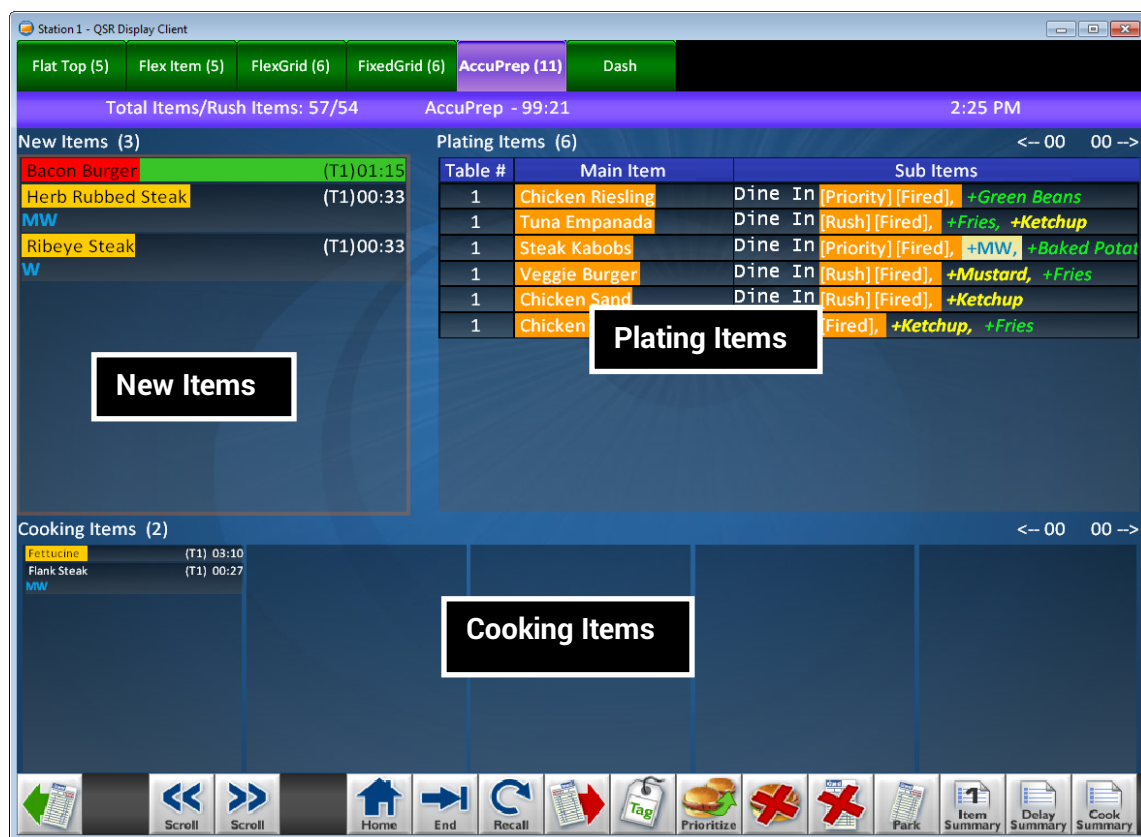 Station 1 - QSR Display Client
Flat Top (5) Flex Item (5) FlexGrid (6) FixedGrid (6) AccuPrep (11) Dash
Total Items/Rush Items: 57/54 AccuPrep - 99:21 2:25 PM
New Items (3)
Bacon Burger (T1)01:15
Herb Rubbed Steak (T1)00:33
MW
Ribeye Steak (T1)00:33
W
New Items
Plating Items (6) <-- 00 00 -->
Table # Main Item Sub Items
1 Chicken Riesling Dine In [Priority] [Fired], +Green Beans
1 Tuna Empanada Dine In [Rush] [Fired], +Fries, +Ketchup
1 Steak Kabobs Dine In [Priority] [Fired], +MW, +Baked Potat
1 Veggie Burger Dine In [Rush] [Fired], +Mustard, +Fries
1 Chicken Sand Dine In [Rush] [Fired], +Ketchup
1 Chicken [Fired], +Ketchup, +Fries
Plating Items
Cooking Items (2) <-- 00 00 -->
Fettucine (T1) 03:10
Flank Steak (T1) 00:27
MW
Cooking Items
Scroll Scroll Home End Recall Tag Prioritize Park 1 Item Summary Delay Summary Cook Summary